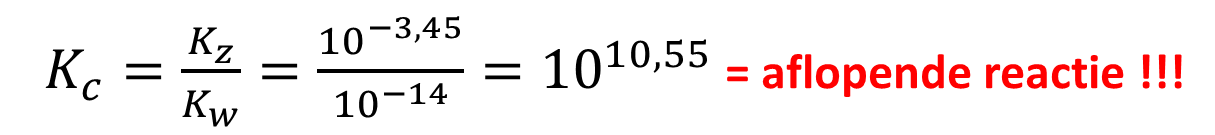 K_c = K_z / K_w = 10^{-3,45} / 10^{-14} = 10^{10,55} = aflopende reactie !!!